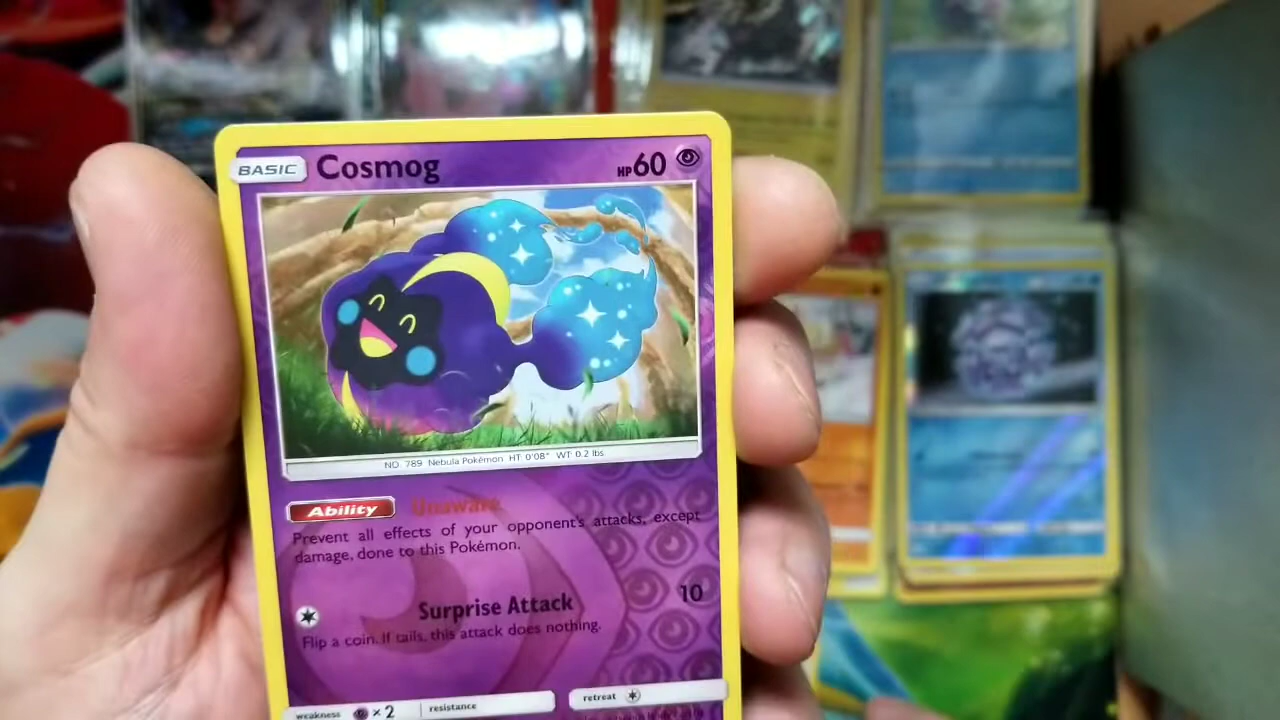 BASIC Cosmog HP60
NO. 789 Nebula Pokémon HT: 0'08" WT: 0.2 lbs
Ability Unaware
Prevent all effects of your opponent's attacks, except
damage, done to this Pokémon.
Surprise Attack 10
Flip a coin. If tails, this attack does nothing.
weakness ×2 resistance retreat